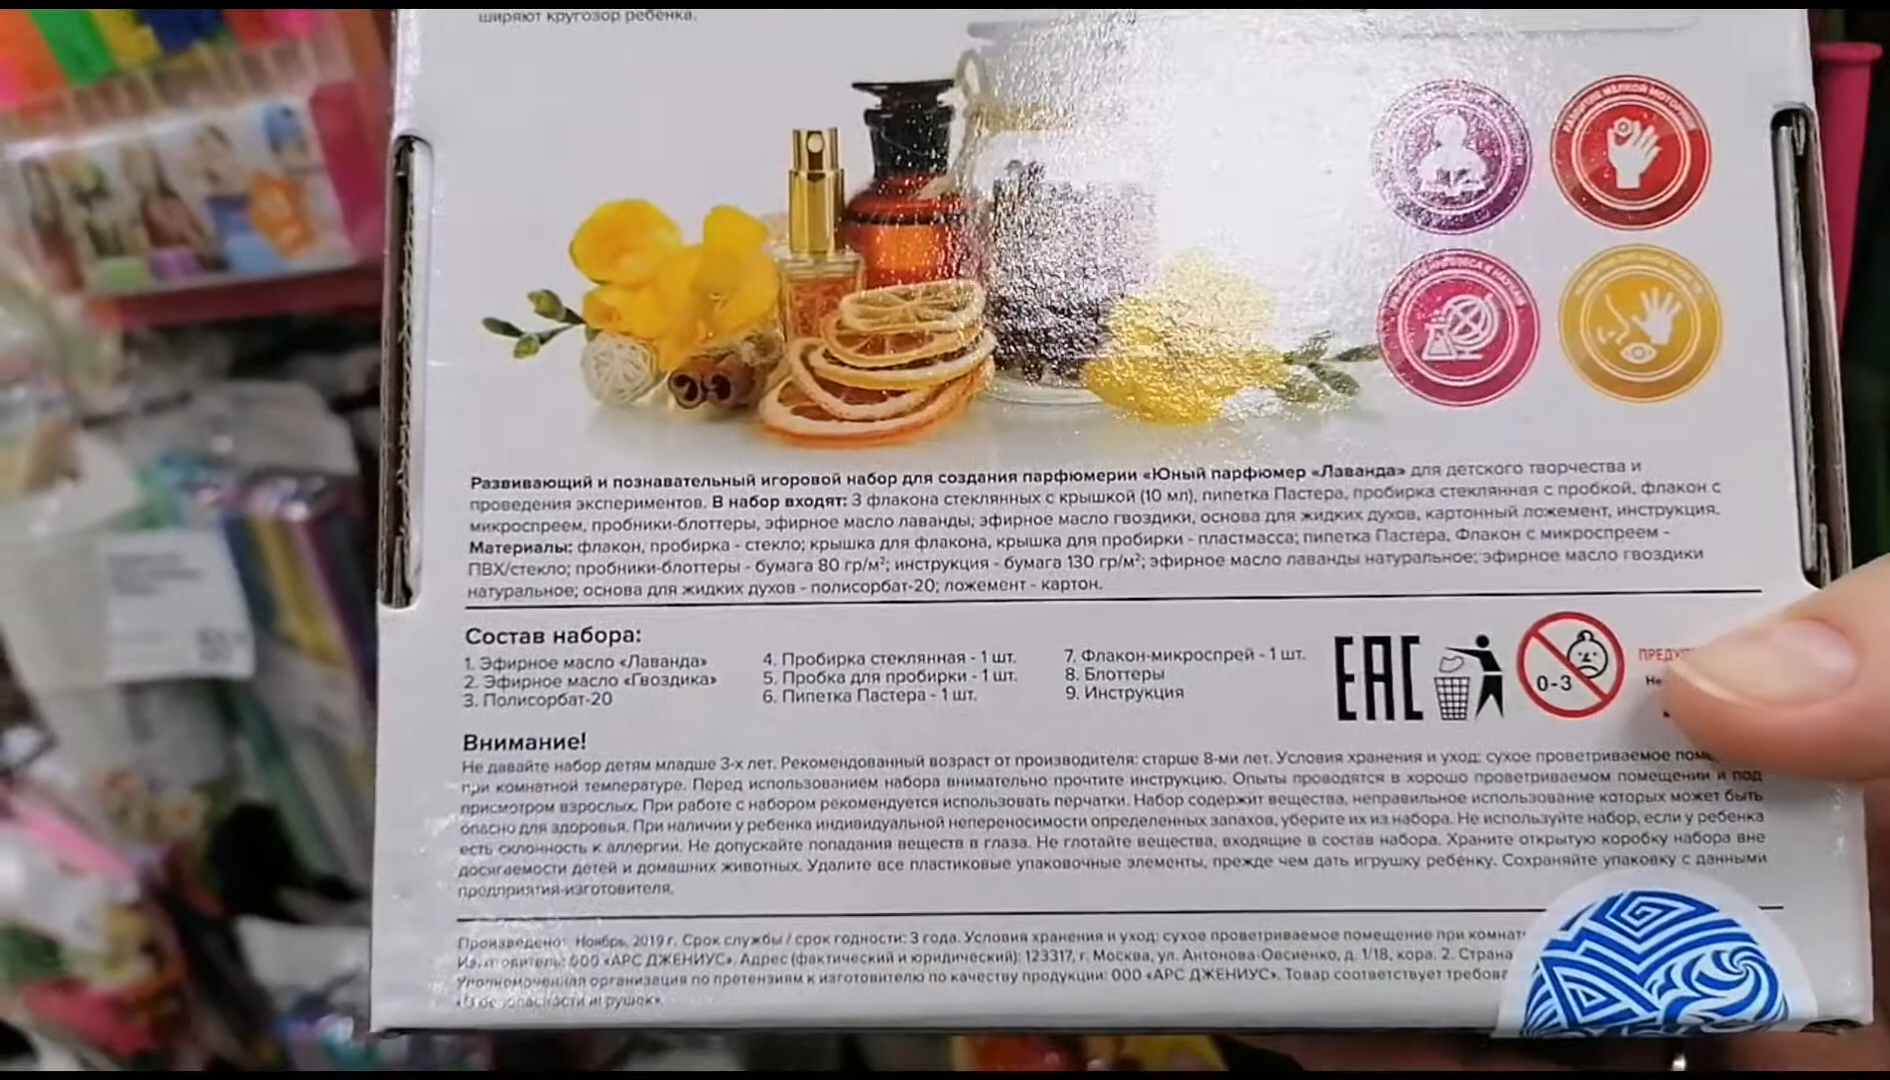 ширяют кругозор ребенка.
РАЗВИТИЕ МЕЛКОЙ МОТОРИКИ
Развивающий и познавательный игоровой набор для создания парфюмерии «Юный парфюмер «Лаванда» для детского творчества и
проведения экспериментов. В набор входят: 3 флакона стеклянных с крышкой (10 мл), пипетка Пастера, пробирка стеклянная с пробкой, флакон с
микроспреем, пробники-блоттеры, эфирное масло лаванды, эфирное масло гвоздики, основа для жидких духов, картонный ложемент, инструкция.
Материалы: флакон, пробирка - стекло; крышка для флакона, крышка для пробирки - пластмасса; пипетка Пастера, Флакон с микроспреем -
ПВХ/стекло; пробники-блоттеры - бумага 80 гр/м²; инструкция - бумага 130 гр/м²; эфирное масло лаванды натуральное; эфирное масло гвоздики
натуральное; основа для жидких духов - полисорбат-20; ложемент - картон.
Состав набора:
1. Эфирное масло «Лаванда»
2. Эфирное масло «Гвоздика»
3. Полисорбат-20
4. Пробирка стеклянная - 1 шт.
5. Пробка для пробирки - 1 шт.
6. Пипетка Пастера - 1 шт.
7. Флакон-микроспрей - 1 шт.
8. Блоттеры
9. Инструкция
EAC
0-3
Внимание!
Не давайте набор детям младше 3-х лет. Рекомендованный возраст от производителя: старше 8-ми лет. Условия хранения и уход: сухое проветриваемое
при комнатной температуре. Перед использованием набора внимательно прочтите инструкцию. Опыты проводятся в хорошо проветриваемом помещении и под
присмотром взрослых. При работе с набором рекомендуется использовать перчатки. Набор содержит вещества, неправильное использование которых может быть
опасно для здоровья. При наличии у ребенка индивидуальной непереносимости определенных запахов, уберите их из набора. Не используйте набор, если у ребенка
есть склонность к аллергии. Не допускайте попадания веществ в глаза. Не глотайте вещества, входящие в состав набора. Храните открытую коробку набора вне
досягаемости детей и домашних животных. Удалите все пластиковые упаковочные элементы, прежде чем дать игрушку ребёнку. Сохраняйте упаковку с данными
предприятия-изготовителя.
Произведено: Ноябрь, 2019 г. Срок службы / срок годности: 3 года. Условия хранения и уход: сухое проветриваемое помещение при
Изготовитель: ООО «АРС ДЖЕНИУС». Адрес (фактический и юридический): 123317, г. Москва, ул. Антонова-Овсиенко, д. 1/18, кора. 2. Страна
Уполномоченная организация по претензиям к изготовителю по качеству продукции: ООО «АРС ДЖЕНИУС». Товар соответствует
безопасности игрушек».